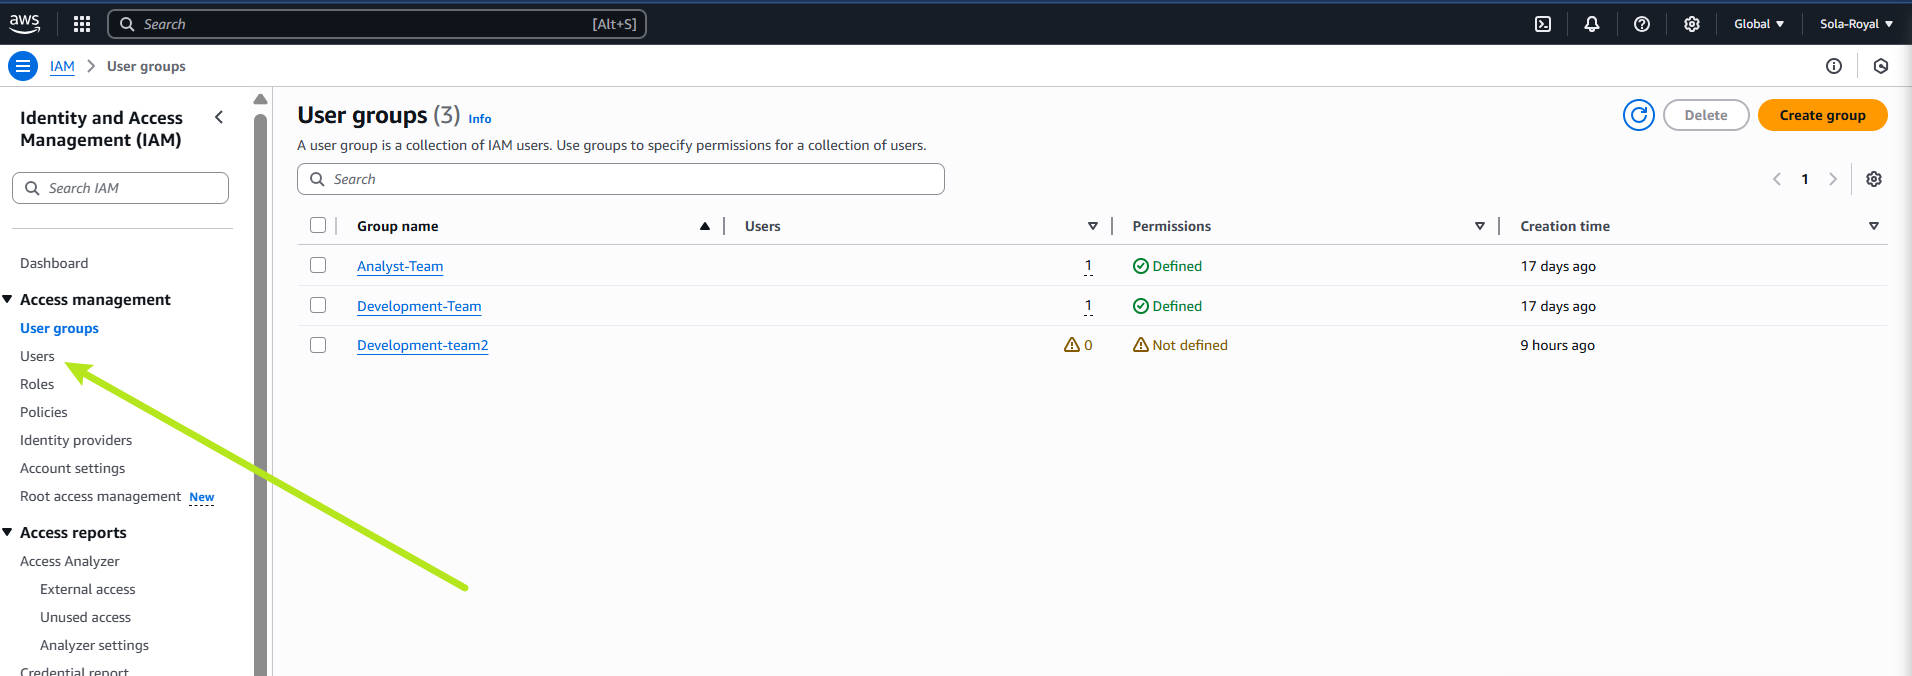 aws
Search [Alt+S] Global Sola-Royal
IAM User groups
Identity and Access
Management (IAM)
Search IAM
Dashboard
Access management
User groups
Users
Roles
Policies
Identity providers
Account settings
Root access management New
Access reports
Access Analyzer
External access
Unused access
Analyzer settings
Credential report
User groups (3) Info
Delete Create group
A user group is a collection of IAM users. Use groups to specify permissions for a collection of users.
Search
1
Group name Users Permissions Creation time
Analyst-Team 1 Defined 17 days ago
Development-Team 1 Defined 17 days ago
Development-team2 0 Not defined 9 hours ago